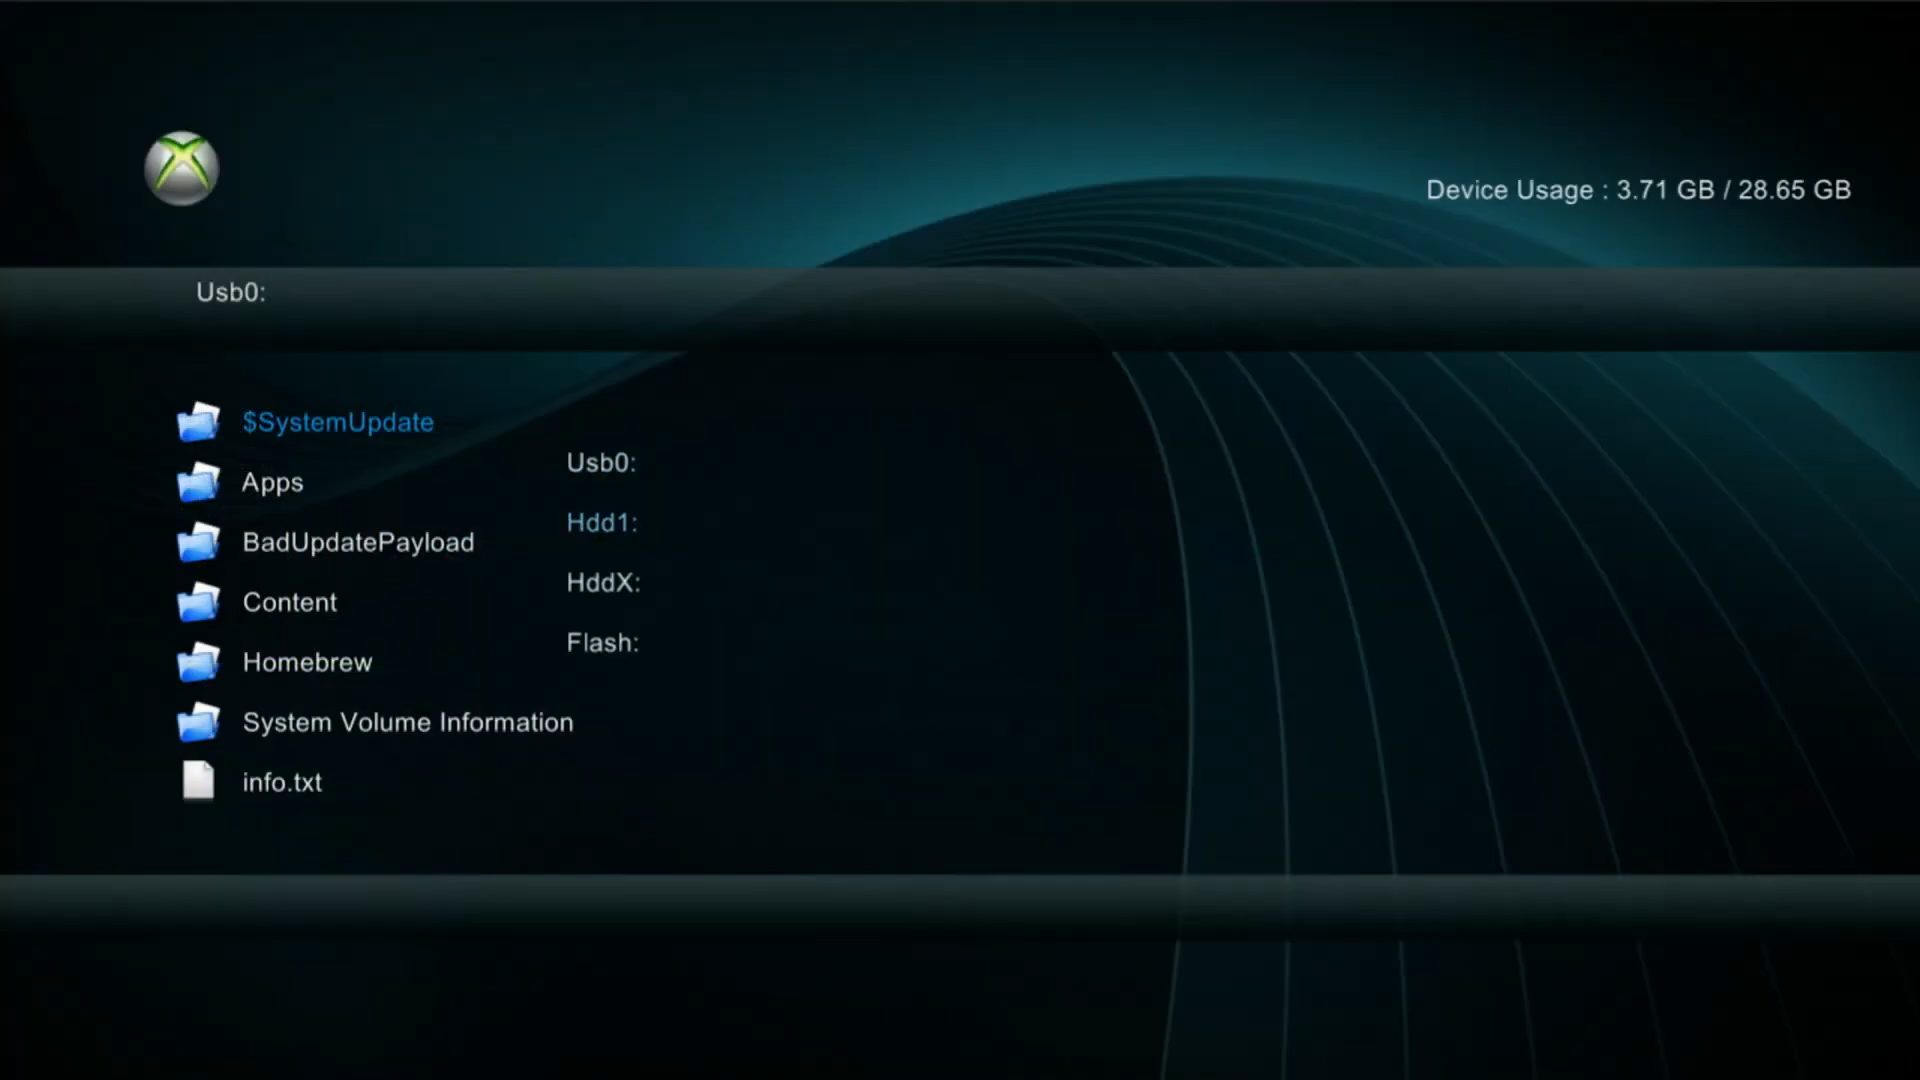 Device Usage : 3.71 GB / 28.65 GB
Usb0:
$SystemUpdate
Apps
BadUpdatePayload
Content
Homebrew
System Volume Information
info.txt
Usb0:
Hdd1:
HddX:
Flash: